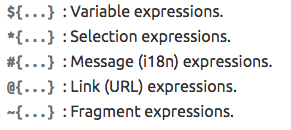 ${...} : Variable expressions.
*{...} : Selection expressions.
#{...} : Message (i18n) expressions.
@{...} : Link (URL) expressions.
~{...} : Fragment expressions.